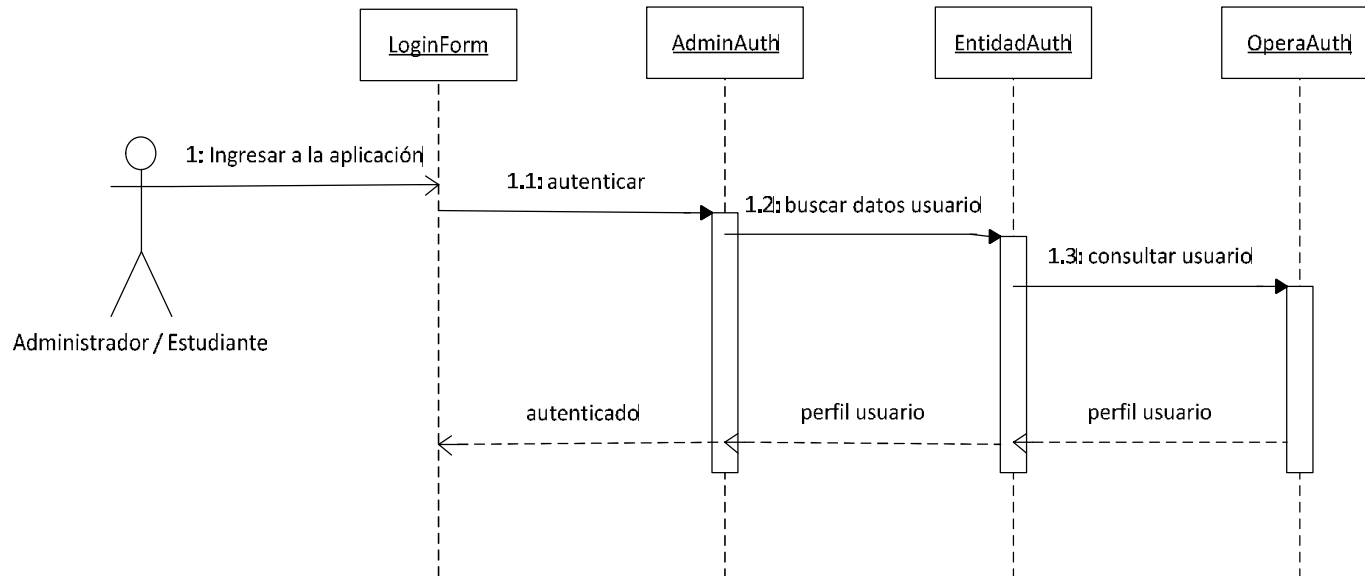 LoginForm
AdminAuth
EntidadAuth
OperaAuth
1: Ingresar a la aplicación
1.1: autenticar
1.2: buscar datos usuario
1.3: consultar usuario
Administrador / Estudiante
autenticado
perfil usuario
perfil usuario